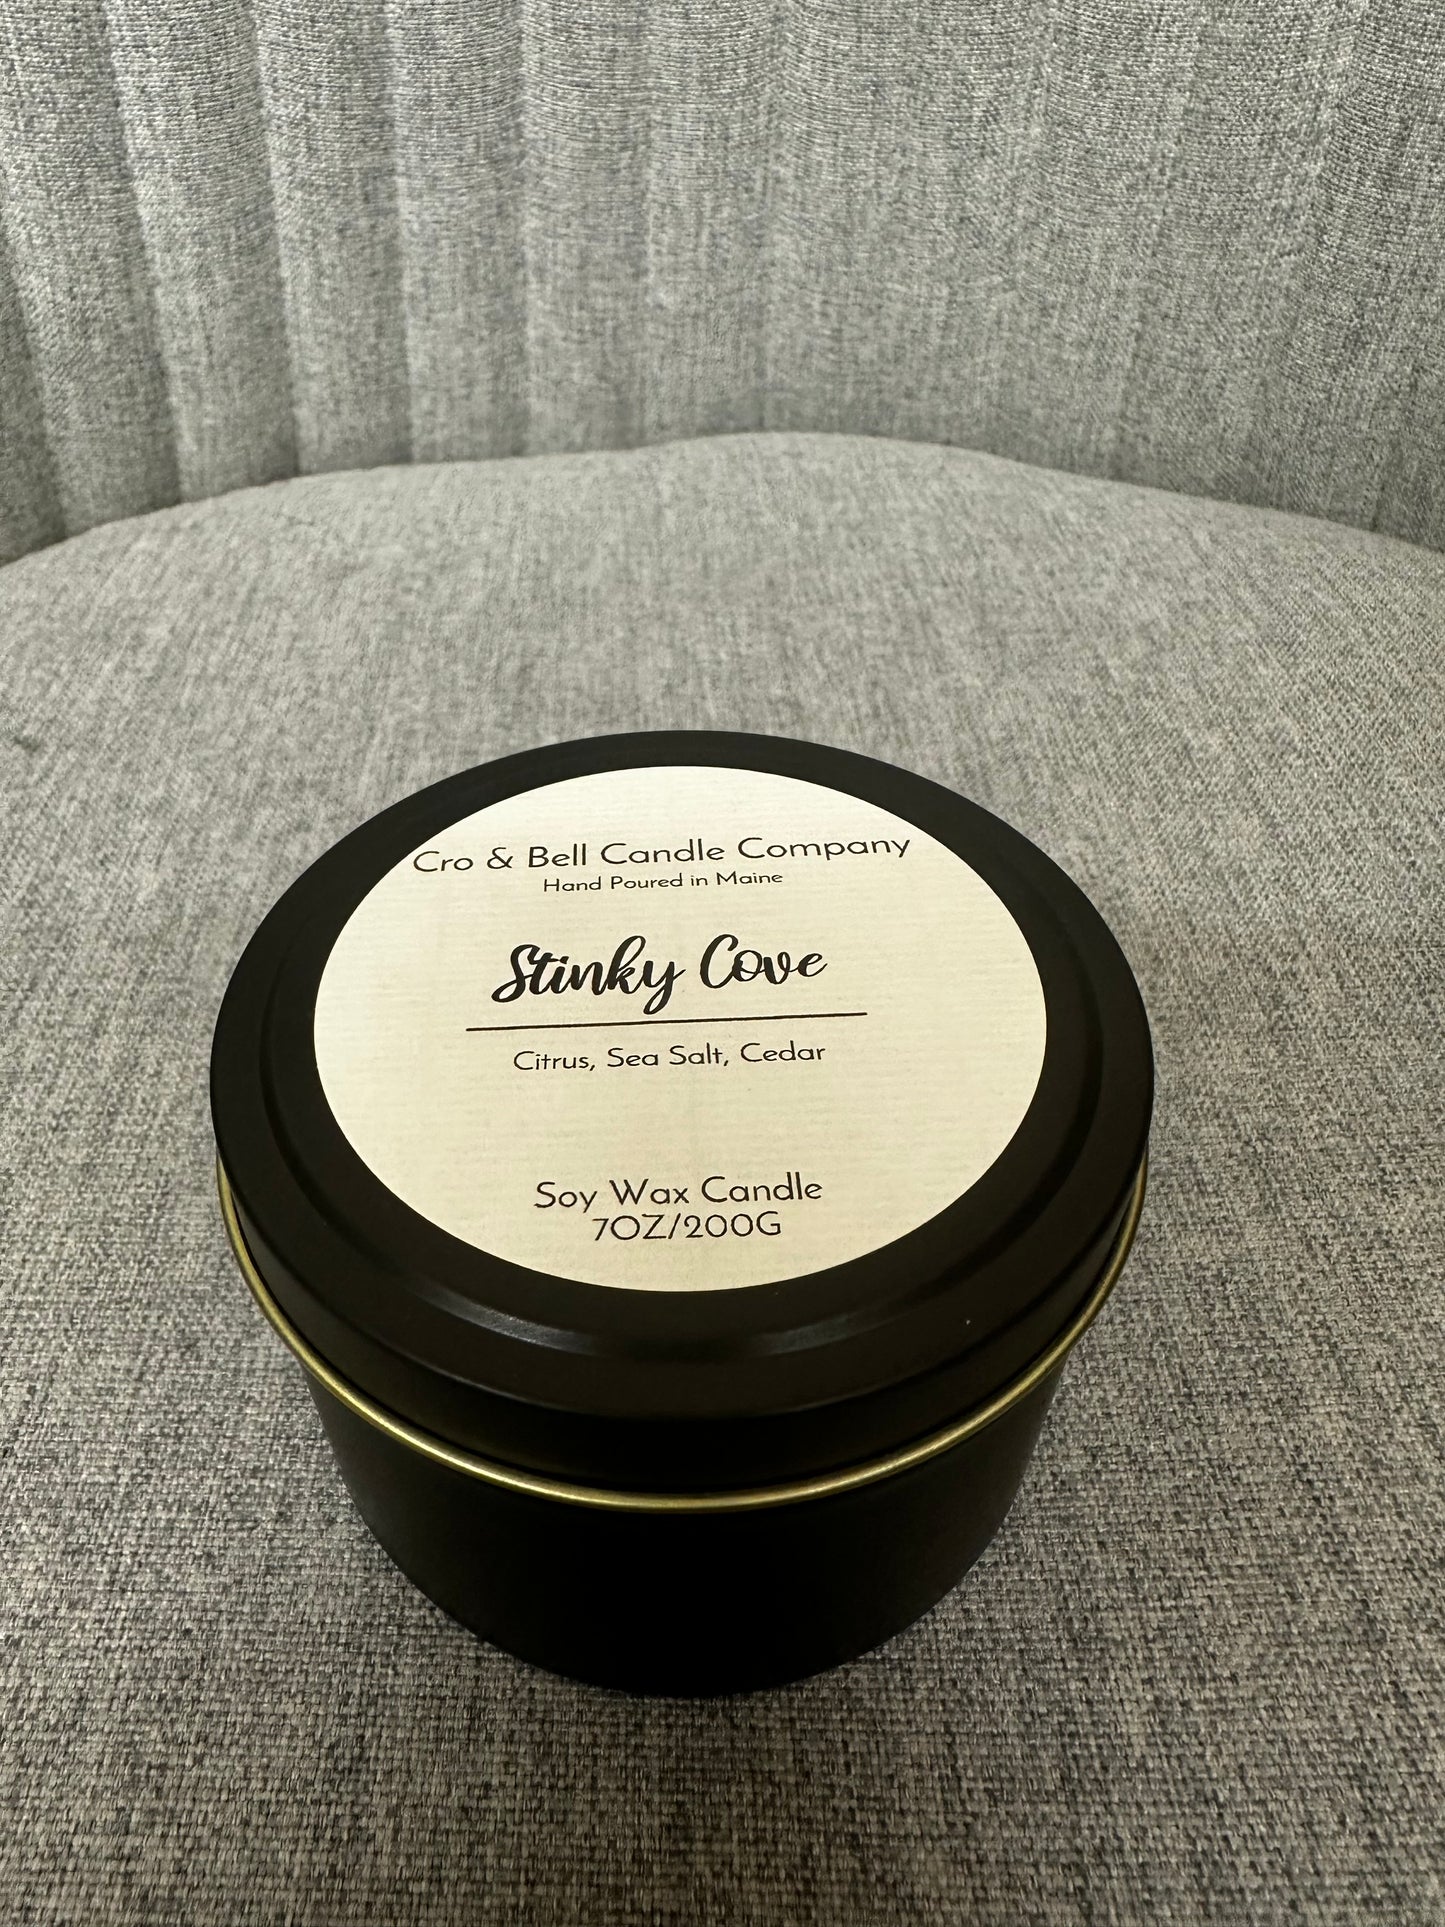 Cro & Bell Candle Company
Hand Poured in Maine
Stinky Cove
Citrus, Sea Salt, Cedar
Soy Wax Candle
7OZ/200G